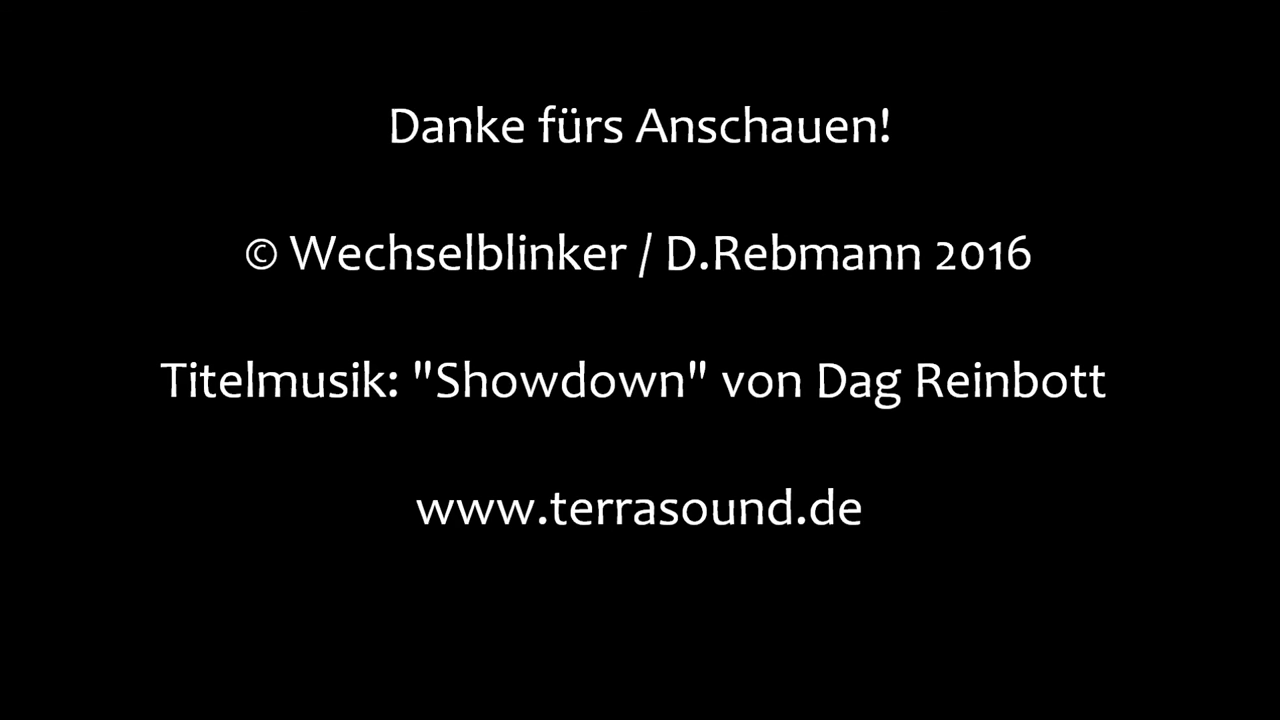 Danke fürs Anschauen!
© Wechselblinker / D.Rebmann 2016
Titelmusik: "Showdown" von Dag Reinbott
www.terrasound.de